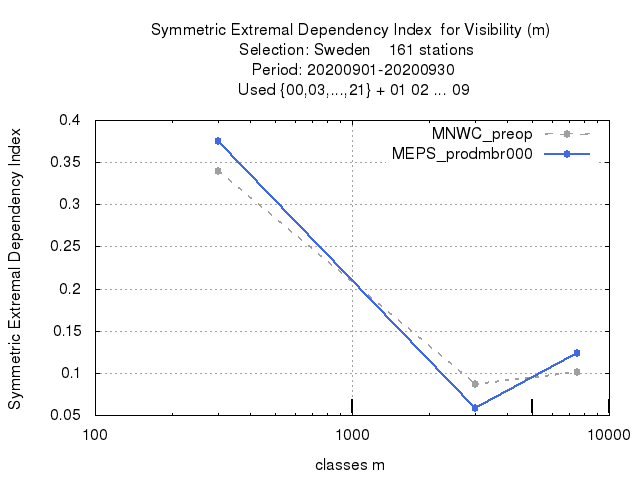 Symmetric Extremal Dependency Index  for Visibility (m)
Selection: Sweden    161 stations
Period: 20200901-20200930
Used {00,03,...,21} + 01 02 ... 09
Symmetric Extremal Dependency Index
0.4
0.35
0.3
0.25
0.2
0.15
0.1
0.05
MNWC_preop
MEPS_prodmbr000
100
1000
10000
classes m